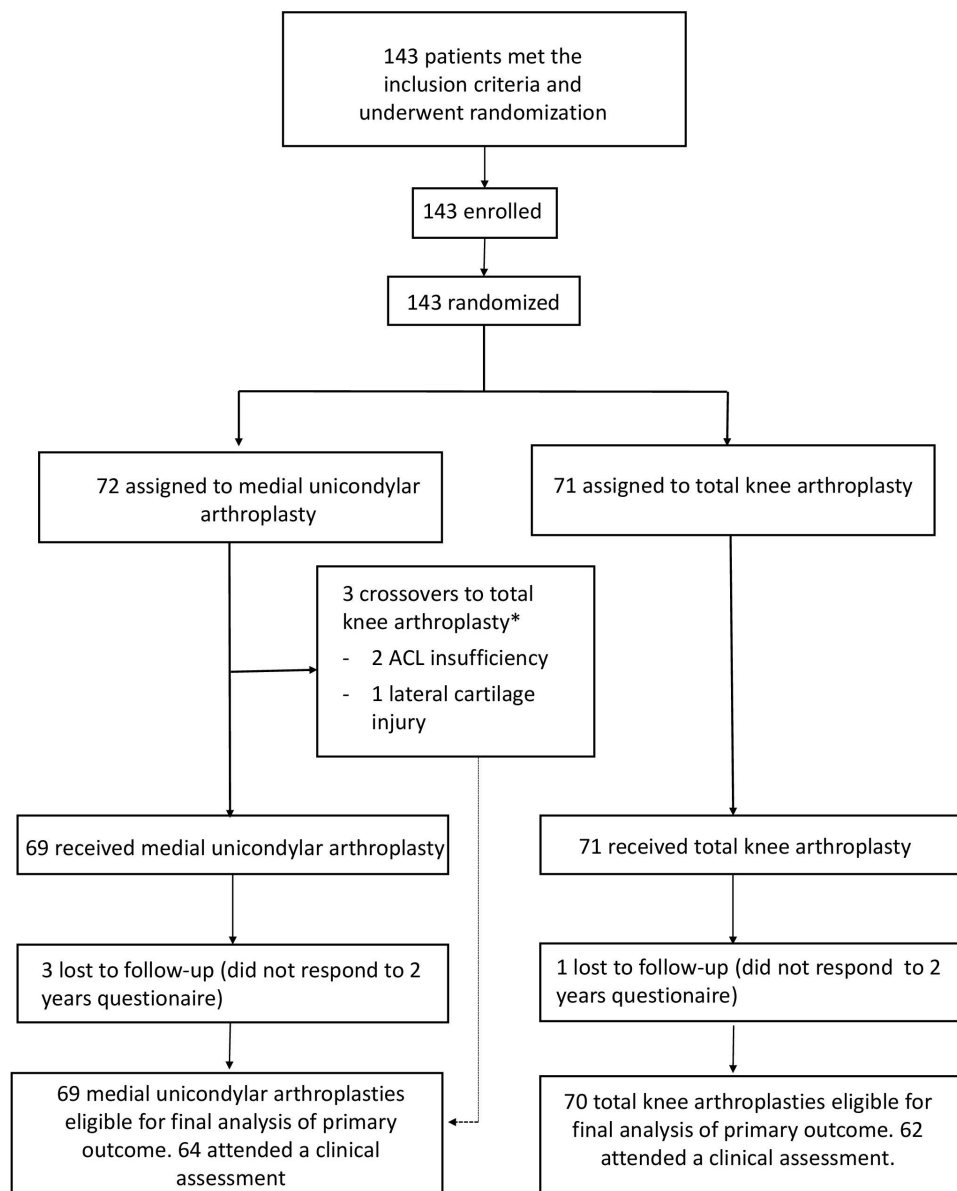 143 patients met the
inclusion criteria and
underwent randomization
143 enrolled
143 randomized
72 assigned to medial unicondylar
arthroplasty
71 assigned to total knee arthroplasty
3 crossovers to total
knee arthroplasty*
- 2 ACL insufficiency
- 1 lateral cartilage
injury
69 received medial unicondylar arthroplasty
71 received total knee arthroplasty
3 lost to follow-up (did not respond to 2
years questionaire)
1 lost to follow-up (did not respond to 2
years questionaire)
69 medial unicondylar arthroplasties
eligible for final analysis of primary
outcome. 64 attended a clinical
assessment
70 total knee arthroplasties eligible for
final analysis of primary outcome. 62
attended a clinical assessment.